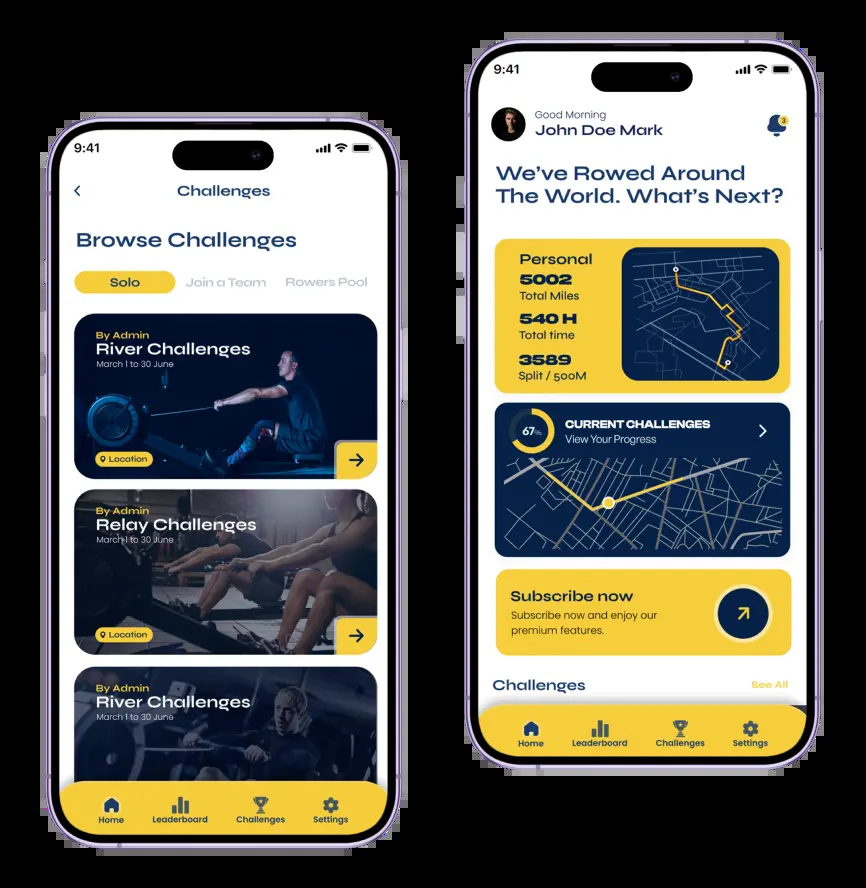 9:41
Challenges
Browse Challenges
Solo
Join a Team
Rowers Pool
By Admin
River Challenges
March 1 to 30 June
Location
By Admin
Relay Challenges
March 1 to 30 June
Location
By Admin
River Challenges
March 1 to 30 June
Home
Leaderboard
Challenges
Settings
9:41
Good Morning
John Doe Mark
3
We've Rowed Around
The World. What's Next?
Personal
5002
Total Miles
540 H
Total time
3589
Split / 500M
67%
CURRENT CHALLENGES
View Your Progress
Subscribe now
Subscribe now and enjoy our
premium features.
Challenges
See All
Home
Leaderboard
Challenges
Settings